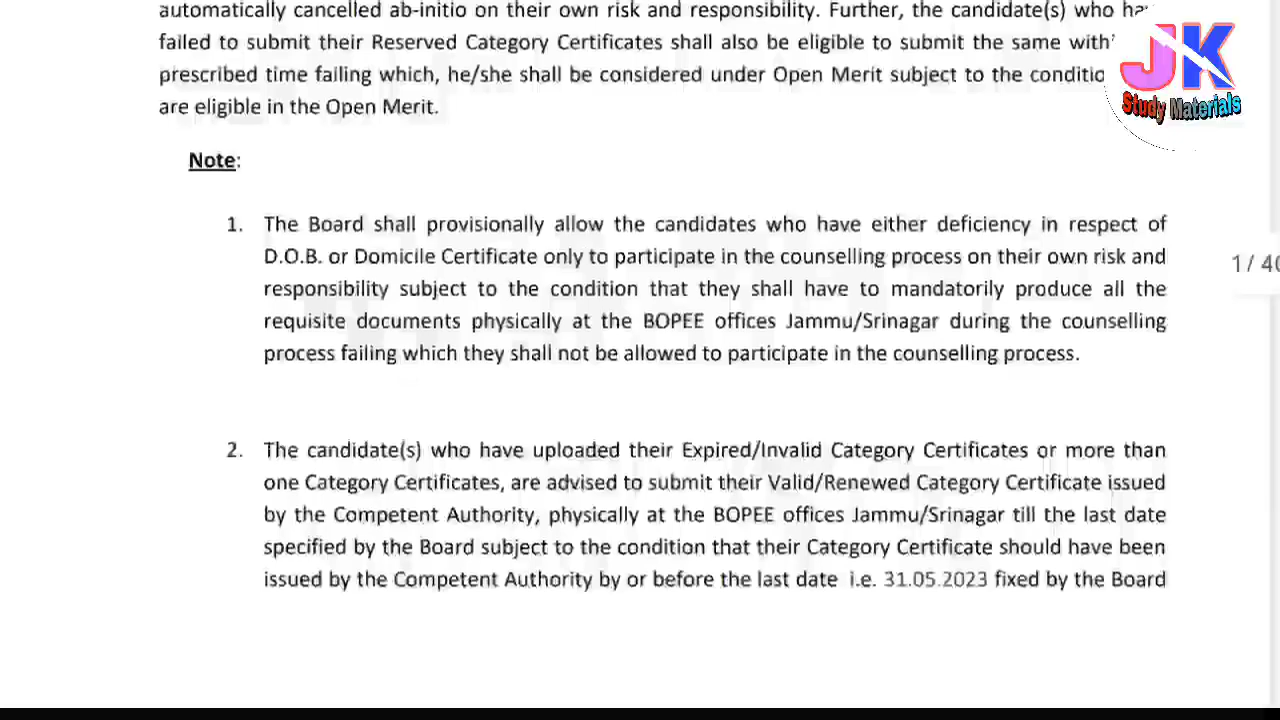 automatically cancelled ab-initio on their own risk and responsibility. Further, the candidate(s) who
failed to submit their Reserved Category Certificates shall also be eligible to submit the same
prescribed time failing which, he/she shall be considered under Open Merit subject to the
are eligible in the Open Merit.
JK
Study Materials
Note:
1. The Board shall provisionally allow the candidates who have either deficiency in respect of
D.O.B. or Domicile Certificate only to participate in the counselling process on their own risk and
responsibility subject to the condition that they shall have to mandatorily produce all the
requisite documents physically at the BOPEE offices Jammu/Srinagar during the counselling
process failing which they shall not be allowed to participate in the counselling process.
1 / 40
2. The candidate(s) who have uploaded their Expired/Invalid Category Certificates or more than
one Category Certificates, are advised to submit their Valid/Renewed Category Certificate issued
by the Competent Authority, physically at the BOPEE offices Jammu/Srinagar till the last date
specified by the Board subject to the condition that their Category Certificate should have been
issued by the Competent Authority by or before the last date i.e. 31.05.2023 fixed by the Board